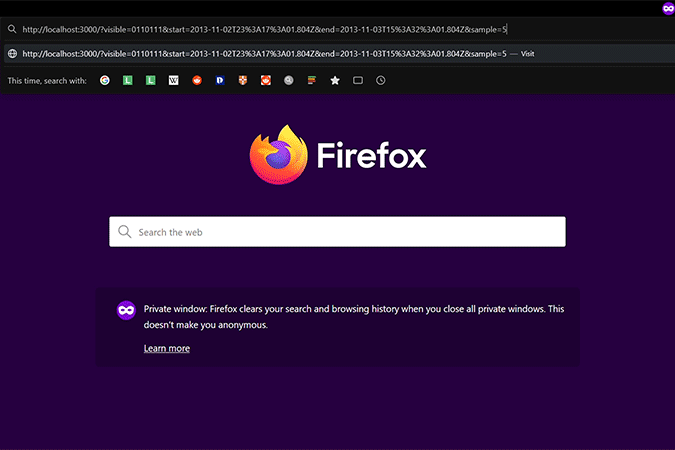 http://localhost:3000/?visible=0110111&start=2013-11-02T23%3A17%3A01.804Z&end=2013-11-03T15%3A32%3A01.804Z&sample=5
http://localhost:3000/?visible=0110111&start=2013-11-02T23%3A17%3A01.804Z&end=2013-11-03T15%3A32%3A01.804Z&sample=5 — Visit
This time, search with: G L L W
Firefox
Search the web
Private window: Firefox clears your search and browsing history when you close all private windows. This
doesn't make you anonymous.
Learn more